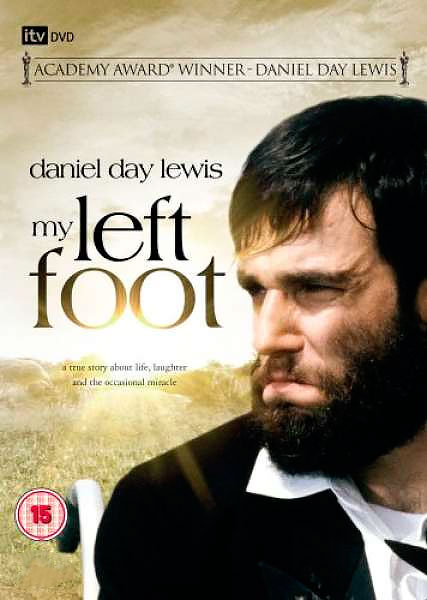 itv DVD
ACADEMY AWARD® WINNER - DANIEL DAY LEWIS
daniel day lewis
my left
foot
a true story about life, laughter
and the occasional miracle
15